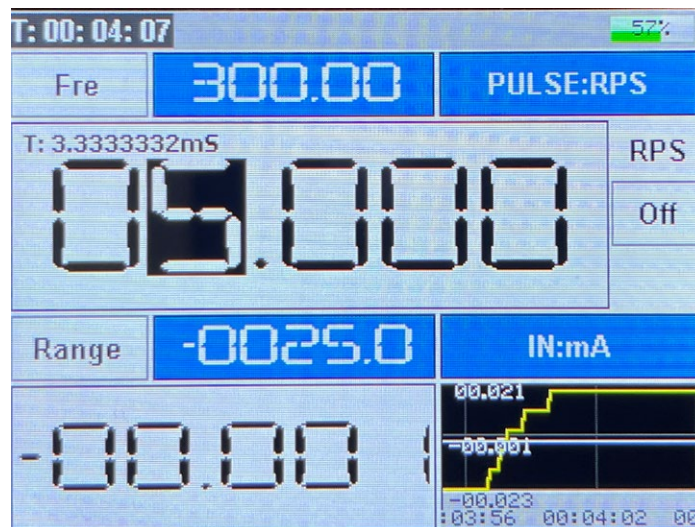 T: 00: 04: 07 57%
Fre 300.00 PULSE:RPS
T: 3.3333332mS RPS
05.000 Off
Range -0025.0 IN:mA
-00.001
00.021
-00.001
-00.023
:03:56 00:04:02 00